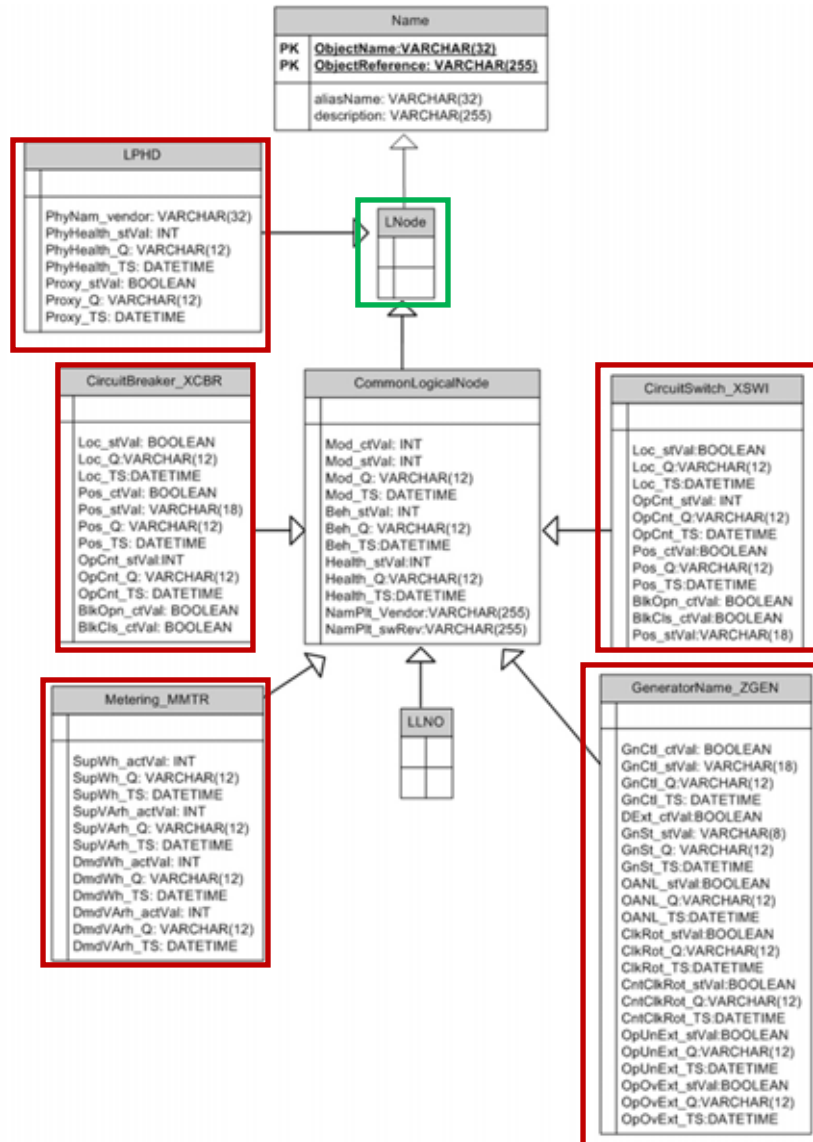 Name
PK ObjectName:VARCHAR(32)
PK ObjectReference: VARCHAR(255)
aliasName: VARCHAR(32)
description: VARCHAR(255)
LPHD
PhyNam_vendor: VARCHAR(32)
PhyHealth_stVal: INT
PhyHealth_Q: VARCHAR(12)
PhyHealth_TS: DATETIME
Proxy_stVal: BOOLEAN
Proxy_Q: VARCHAR(12)
Proxy_TS: DATETIME
LNode
CircuitBreaker_XCBR
Loc_stVal: BOOLEAN
Loc_Q:VARCHAR(12)
Loc_TS:DATETIME
Pos_ctVal: BOOLEAN
Pos_stVal: VARCHAR(18)
Pos_Q: VARCHAR(12)
Pos_TS: DATETIME
OpCnt_stVal:INT
OpCnt_Q: VARCHAR(12)
OpCnt_TS: DATETIME
BlkOpn_ctVal: BOOLEAN
BlkCls_ctVal: BOOLEAN
CommonLogicalNode
Mod_ctVal: INT
Mod_stVal: INT
Mod_Q: VARCHAR(12)
Mod_TS: DATETIME
Beh_stVal: INT
Beh_Q: VARCHAR(12)
Beh_TS:DATETIME
Health_stVal:INT
Health_Q:VARCHAR(12)
Health_TS:DATETIME
NamPlt_Vendor:VARCHAR(255)
NamPlt_swRev:VARCHAR(255)
CircuitSwitch_XSWI
Loc_stVal:BOOLEAN
Loc_Q:VARCHAR(12)
Loc_TS:DATETIME
OpCnt_stVal: INT
OpCnt_Q:VARCHAR(12)
OpCnt_TS: DATETIME
Pos_ctVal:BOOLEAN
Pos_Q:VARCHAR(12)
Pos_TS:DATETIME
BlkOpn_ctVal: BOOLEAN
BlkCls_ctVal: BOOLEAN
Pos_stVal:VARCHAR(18)
Metering_MMTR
SupWh_actVal: INT
SupWh_Q: VARCHAR(12)
SupWh_TS: DATETIME
SupVArh_actVal: INT
SupVArh_Q: VARCHAR(12)
SupVArh_TS: DATETIME
DmdWh_actVal: INT
DmdWh_Q: VARCHAR(12)
DmdWh_TS: DATETIME
DmdVArh_actVal: INT
DmdVArh_Q: VARCHAR(12)
DmdVArh_TS: DATETIME
LLNO
GeneratorName_ZGEN
GnCtl_ctVal: BOOLEAN
GnCtl_stVal: VARCHAR(18)
GnCtl_Q:VARCHAR(12)
GnCtl_TS: DATETIME
DExt_ctVal:BOOLEAN
GnSt_stVal: VARCHAR(8)
GnSt_Q: VARCHAR(12)
GnSt_TS:DATETIME
OANL_stVal:BOOLEAN
OANL_Q:VARCHAR(12)
OANL_TS:DATETIME
ClkRot_stVal:BOOLEAN
ClkRot_Q:VARCHAR(12)
ClkRot_TS:DATETIME
CntClkRot_stVal:BOOLEAN
CntClkRot_Q:VARCHAR(12)
CntClkRot_TS:DATETIME
OpUnExt_stVal:BOOLEAN
OpUnExt_Q:VARCHAR(12)
OpUnExt_TS:DATETIME
OpOvExt_stVal:BOOLEAN
OpOvExt_Q:VARCHAR(12)
OpOvExt_TS:DATETIME